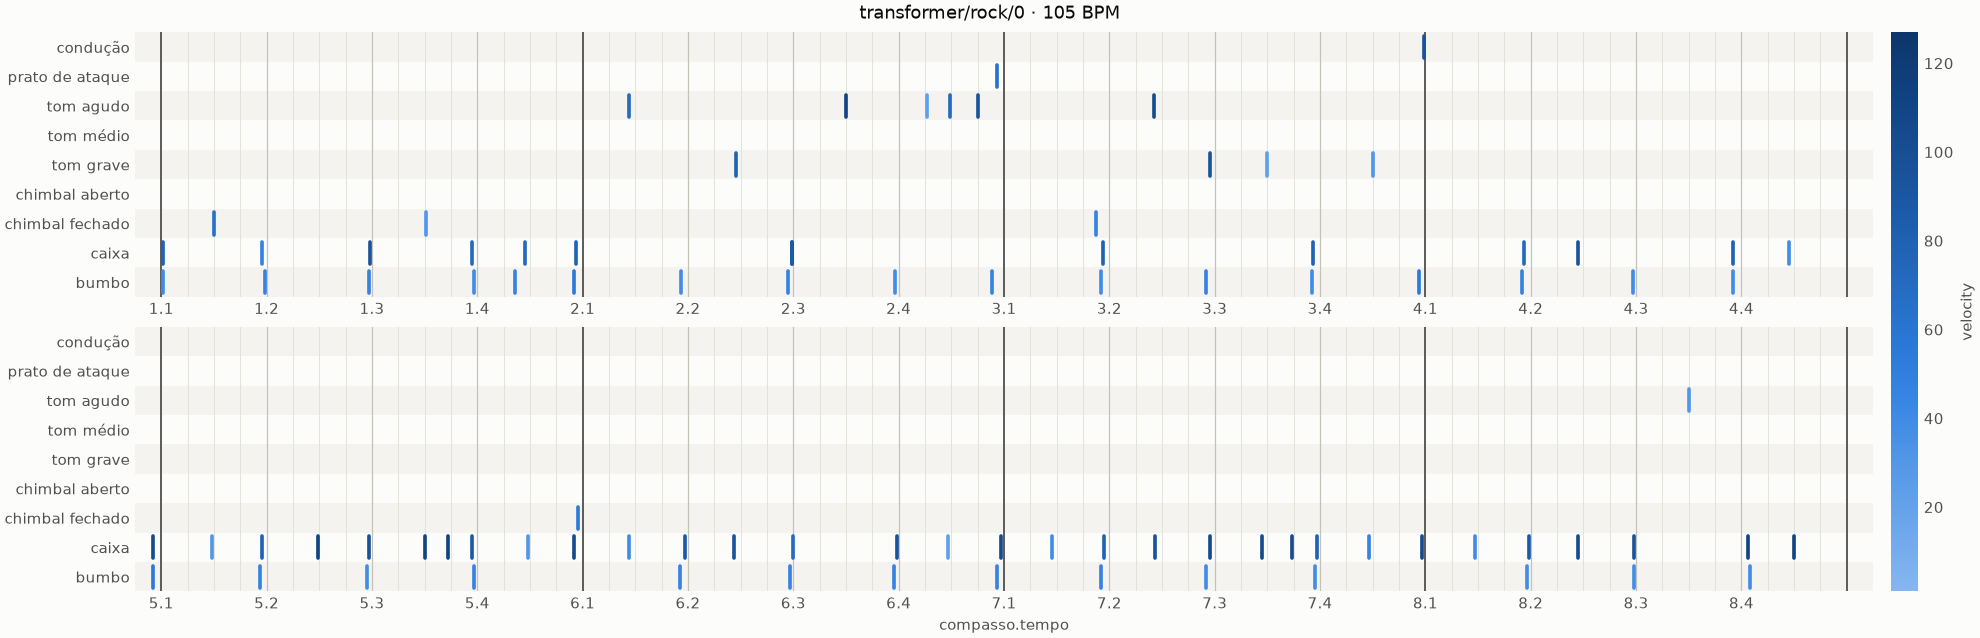 transformer/rock/0 · 105 BPM
condução
prato de ataque
tom agudo
tom médio
tom grave
chimbal aberto
chimbal fechado
caixa
bumbo
1.1 1.2 1.3 1.4 2.1 2.2 2.3 2.4 3.1 3.2 3.3 3.4 4.1 4.2 4.3 4.4
condução
prato de ataque
tom agudo
tom médio
tom grave
chimbal aberto
chimbal fechado
caixa
bumbo
5.1 5.2 5.3 5.4 6.1 6.2 6.3 6.4 7.1 7.2 7.3 7.4 8.1 8.2 8.3 8.4
compasso.tempo
120
100
80
60
40
20
velocity